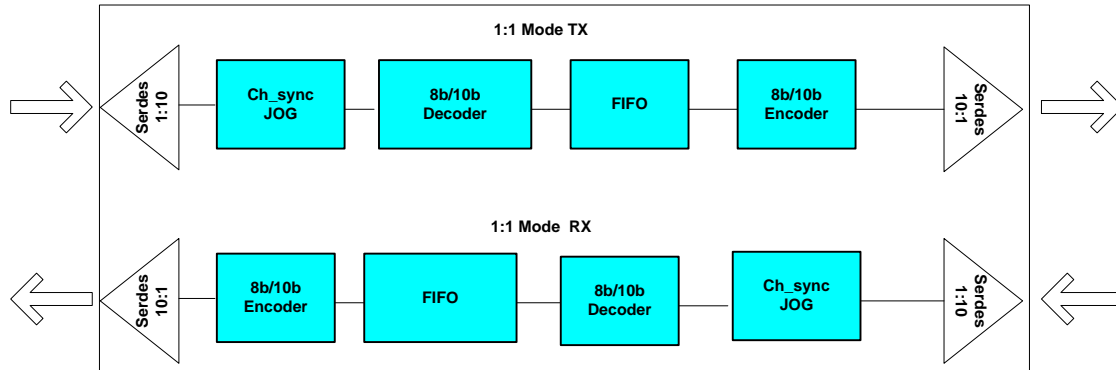 1:1 Mode TX
Serdes
1:10
Ch_sync
JOG
8b/10b
Decoder
FIFO
8b/10b
Encoder
Serdes
10:1
1:1 Mode  RX
Serdes
10:1
8b/10b
Encoder
FIFO
8b/10b
Decoder
Ch_sync
JOG
Serdes
1:10